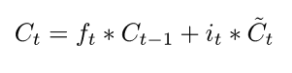 C_t = f_t * C_{t-1} + i_t * \tilde{C}_t